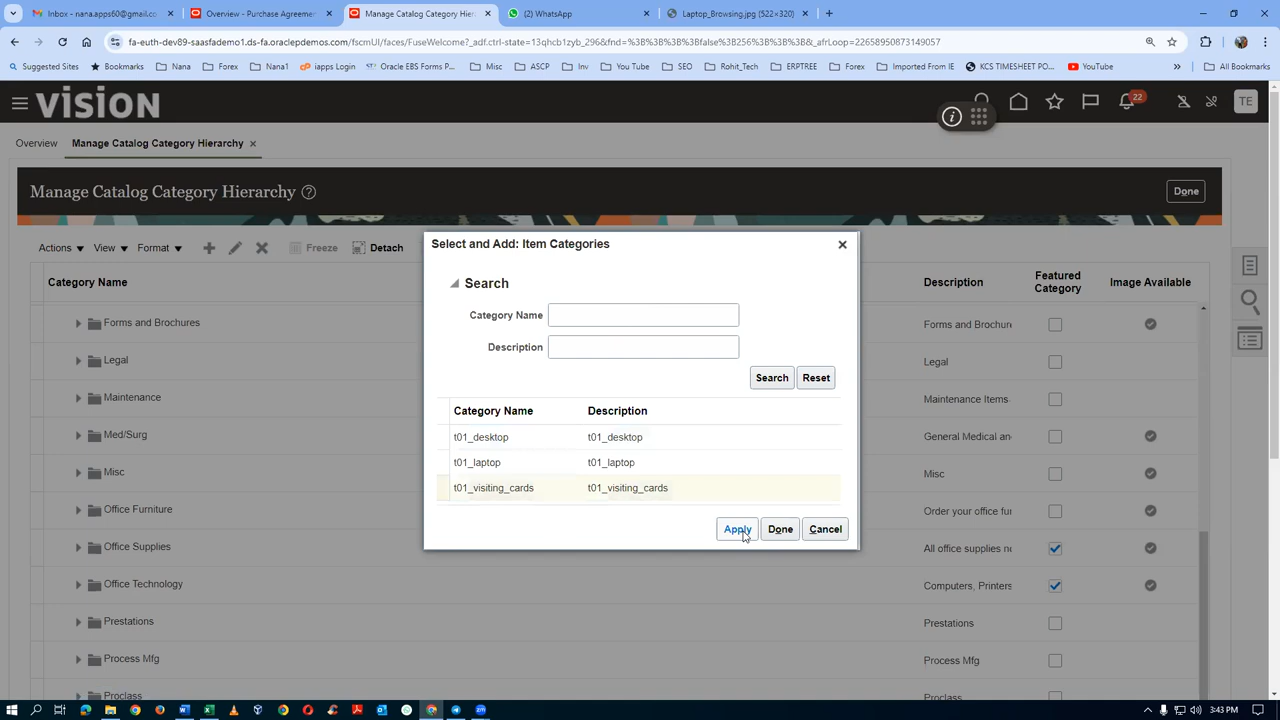 Inbox - nana.apps60@gmail.co
Overview - Purchase Agreemen
Manage Catalog Category Hierar
(2) WhatsApp
Laptop_Browsing.jpg (522×320)
fa-euth-dev89-saasfademo1.ds-fa.oraclepdemos.com/fscmUI/faces/FuseWelcome?_adf.ctrl-state=13qhcb1zyb_296&fnd=%3B%3B%3B%3Bfalse%3B256%3B%3B%3B&_afrLoop=22658950873149057
Suggested Sites
Bookmarks
Nana
Forex
Nana1
iapps Login
Oracle EBS Forms P...
Misc
ASCP
Inv
You Tube
SEO
Rohit_Tech
ERPTREE
Forex
Imported From IE
KCS TIMESHEET PO...
YouTube
»
All Bookmarks
vision
22
TE
Overview
Manage Catalog Category Hierarchy
Manage Catalog Category Hierarchy
Done
Actions
View
Format
Freeze
Detach
Category Name
Description
Featured Category
Image Available
Forms and Brochures
Forms and Brochur
Legal
Legal
Maintenance
Maintenance Items
Med/Surg
General Medical an
Misc
Misc
Office Furniture
Order your office fu
Office Supplies
All office supplies n
Office Technology
Computers, Printers
Prestations
Prestations
Process Mfg
Process Mfg
Proclass
Proclass
Select and Add: Item Categories
Search
Category Name
Description
Search
Reset
Category Name
Description
t01_desktop
t01_desktop
t01_laptop
t01_laptop
t01_visiting_cards
t01_visiting_cards
Apply
Done
Cancel
3:43 PM